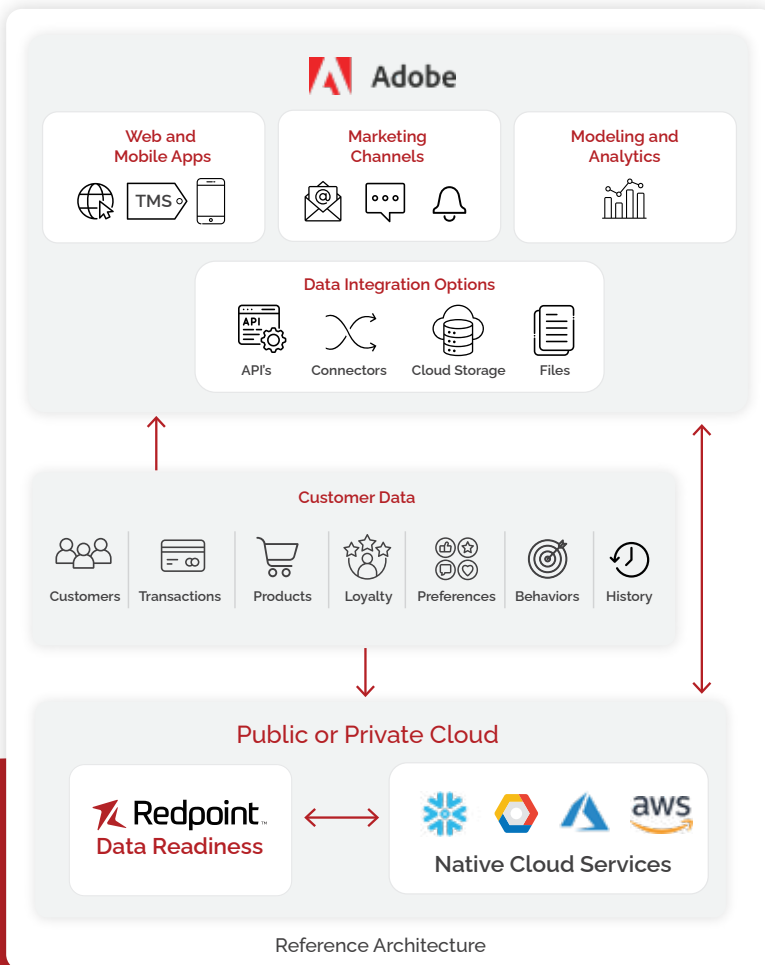 Adobe
Web and
Mobile Apps
TMS
Marketing
Channels
@
Modeling and
Analytics
Data Integration Options
API
API's
Connectors
Cloud Storage
Files
Customer Data
Customers
Transactions
Products
Loyalty
Preferences
Behaviors
History
Public or Private Cloud
Redpoint™
Data Readiness
aws
Native Cloud Services
Reference Architecture